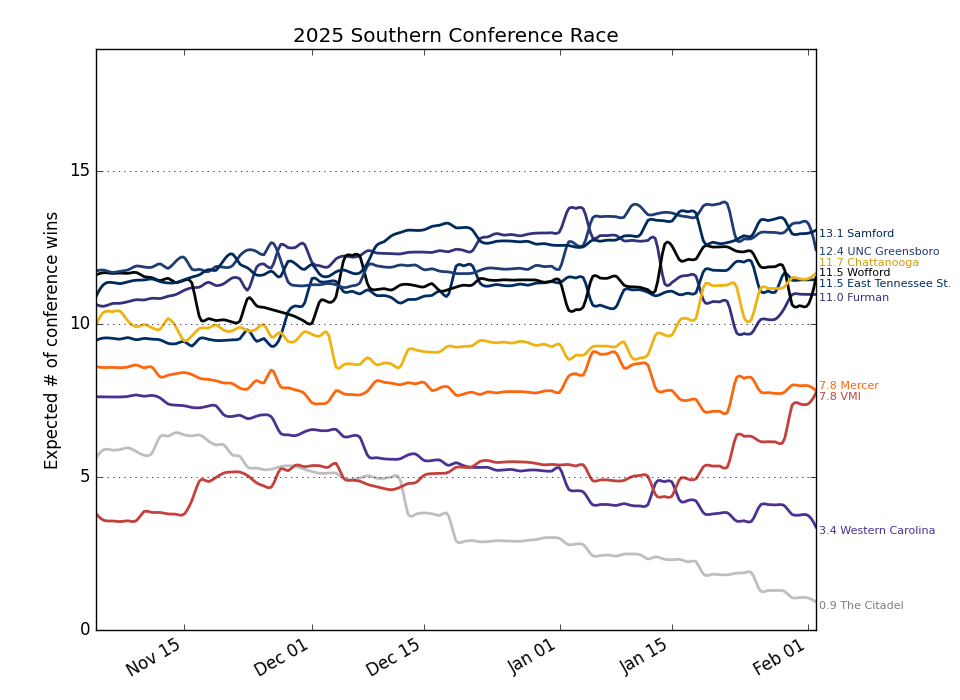 2025 Southern Conference Race
Expected # of conference wins
15
10
5
0
13.1 Samford
12.4 UNC Greensboro
11.7 Chattanooga
11.5 Wofford
11.5 East Tennessee St.
11.0 Furman
7.8 Mercer
7.8 VMI
3.4 Western Carolina
0.9 The Citadel
Nov 15
Dec 01
Dec 15
Jan 01
Jan 15
Feb 01